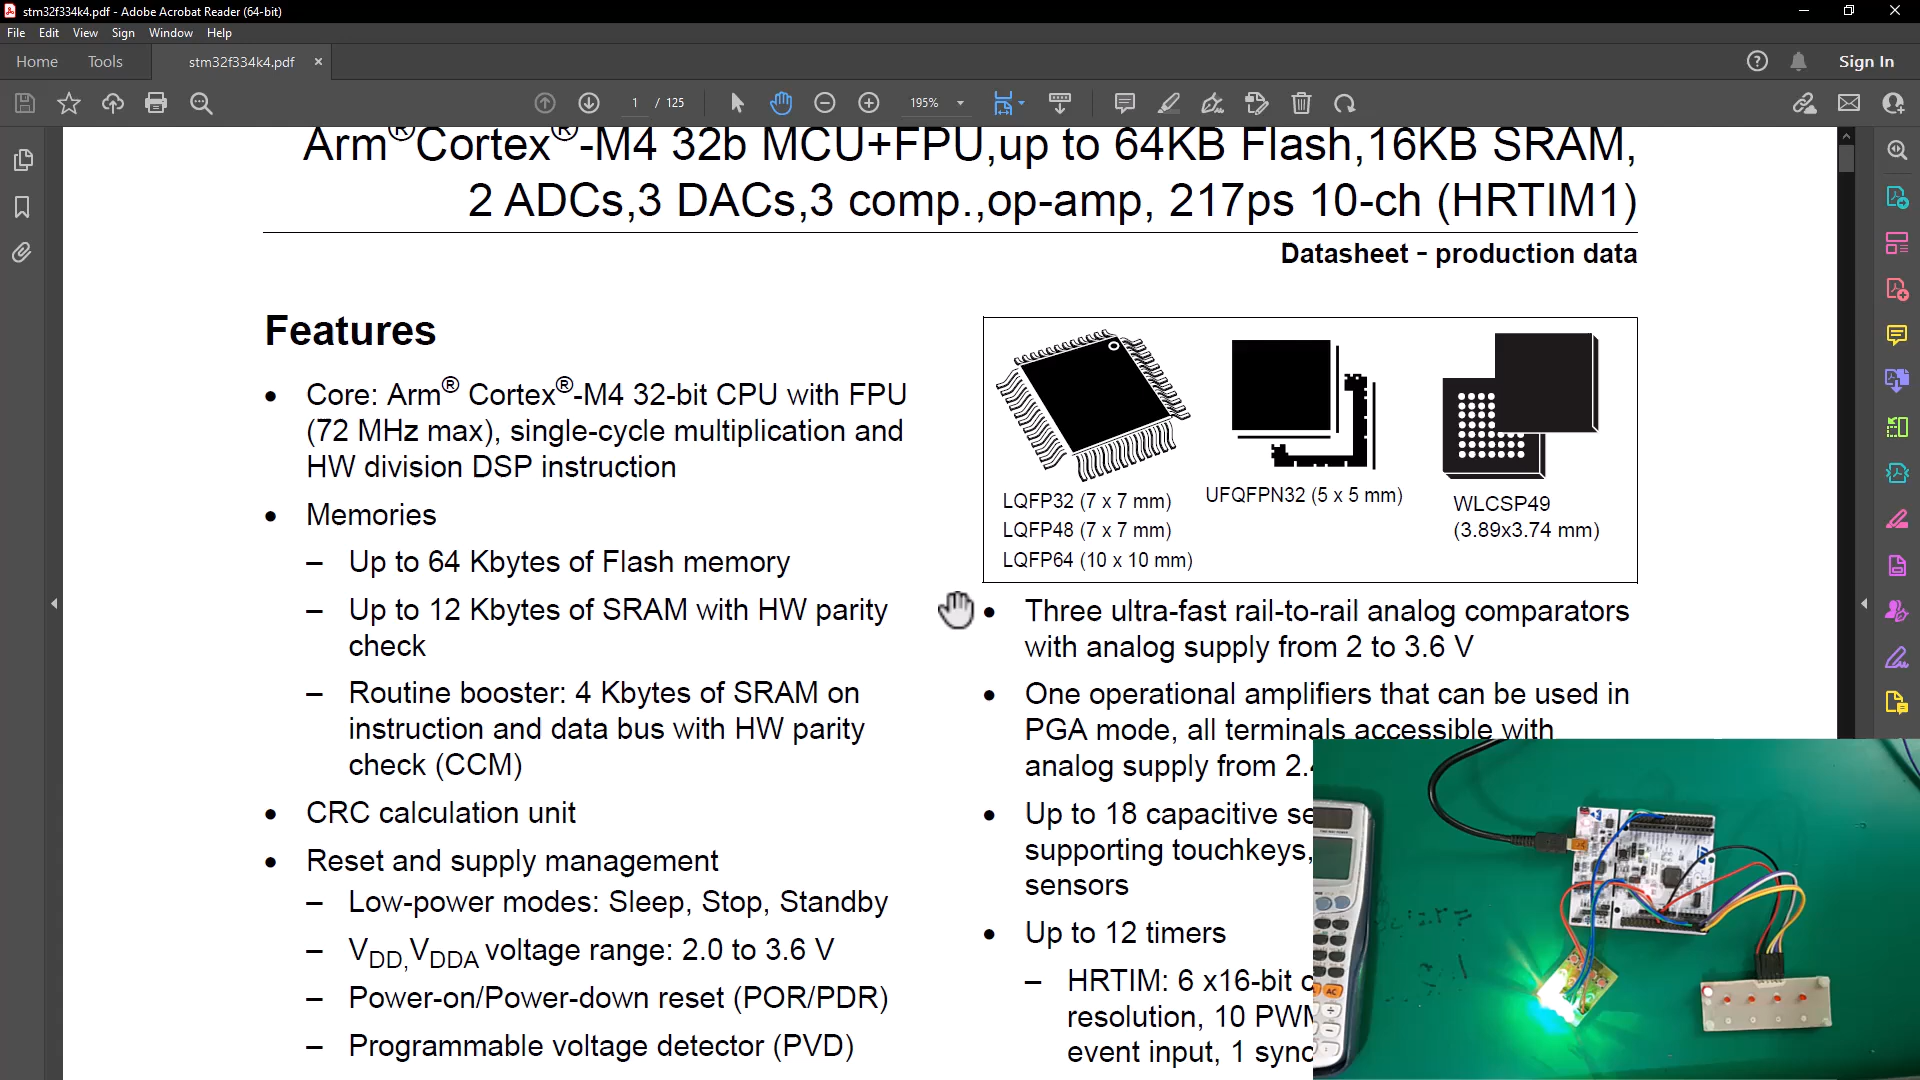 stm32f334k4.pdf - Adobe Acrobat Reader (64-bit)
File Edit View Sign Window Help
Home Tools stm32f334k4.pdf × Sign In
1 / 125 195%
Arm®Cortex®-M4 32b MCU+FPU,up to 64KB Flash,16KB SRAM,
2 ADCs,3 DACs,3 comp.,op-amp, 217ps 10-ch (HRTIM1)
Datasheet - production data
Features
• Core: Arm® Cortex®-M4 32-bit CPU with FPU
(72 MHz max), single-cycle multiplication and
HW division DSP instruction
• Memories
– Up to 64 Kbytes of Flash memory
– Up to 12 Kbytes of SRAM with HW parity
check
– Routine booster: 4 Kbytes of SRAM on
instruction and data bus with HW parity
check (CCM)
• CRC calculation unit
• Reset and supply management
– Low-power modes: Sleep, Stop, Standby
– VDD,VDDA voltage range: 2.0 to 3.6 V
– Power-on/Power-down reset (POR/PDR)
– Programmable voltage detector (PVD)
LQFP32 (7 x 7 mm)
LQFP48 (7 x 7 mm)
LQFP64 (10 x 10 mm)
UFQFPN32 (5 x 5 mm)
WLCSP49
(3.89x3.74 mm)
• Three ultra-fast rail-to-rail analog comparators
with analog supply from 2 to 3.6 V
• One operational amplifiers that can be used in
PGA mode, all terminals accessible with
analog supply from 2.
• Up to 18 capacitive se
supporting touchkeys,
sensors
• Up to 12 timers
– HRTIM: 6 x16-bit c
resolution, 10 PWM
event input, 1 sync
AC